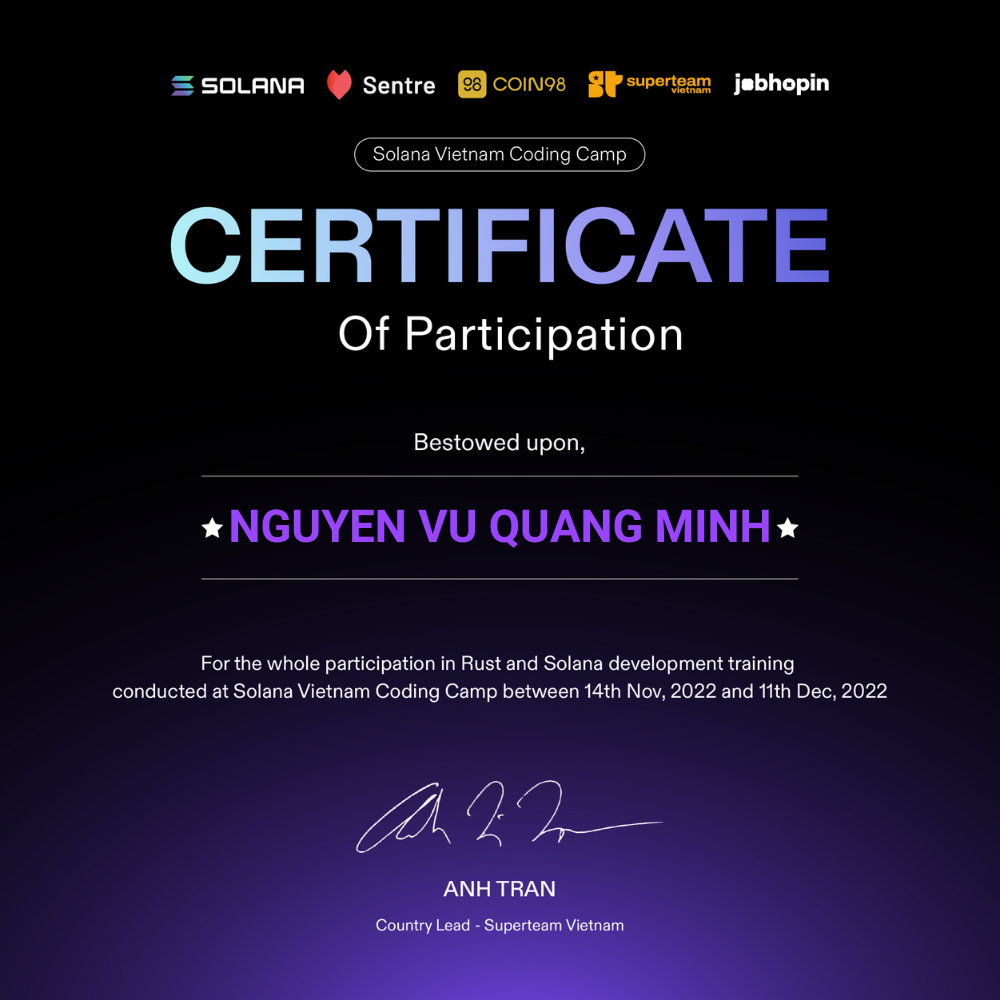 SOLANA Sentre 98 COIN98 superteam vietnam jobhopin
Solana Vietnam Coding Camp
CERTIFICATE
Of Participation
Bestowed upon,
NGUYEN VU QUANG MINH
For the whole participation in Rust and Solana development training
conducted at Solana Vietnam Coding Camp between 14th Nov, 2022 and 11th Dec, 2022
ANH TRAN
Country Lead - Superteam Vietnam